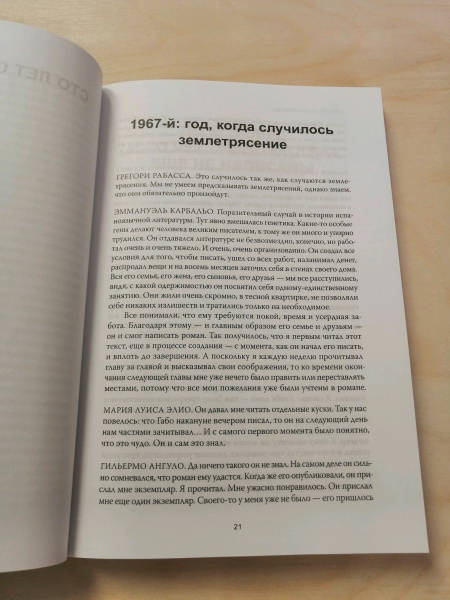 СТО ЛЕТ О
1967-й: год, когда случилось
землетрясение
ГРЕГОРИ РАБАССА. Это случилось так же, как случаются земле-
трясения. Мы не умеем предсказывать землетрясений, однако знаем,
что они обязательно произойдут.
ЭММАНУЭЛЬ КАРБАЛЬО. Поразительный случай в истории испа-
ноязычной литературы. Тут явно вмешалась генетика. Какие-то особые
гены делают человека великим писателем, к тому же он много и упорно
трудился. Он отдавался литературе не безвозмездно, конечно, но рабо-
тал очень и очень тяжело. И очень, очень организованно. Он создал все
условия для того, чтобы писать, ушел со всех работ, назанимал денег,
распродал вещи и на восемь месяцев заточил себя в стенах своего дома.
Вся его семья, его жена, его сыновья, его друзья — мы все расступились,
видя, с какой одержимостью он посвятил себя одному-единственному
занятию. Они жили очень скромно, в тесной квартирке, не позволяли
себе никаких излишеств и тратились только на необходимое.
Все понимали, что ему требуются покой, время и усердная за-
бота. Благодаря этому — и главным образом его семье и друзьям —
он и смог написать роман. Так получилось, что я первым читал этот
текст, еще в процессе создания — с момента, как он начал его писать,
и вплоть до завершения. А поскольку я каждую неделю прочитывал
главу за главой и высказывал свои соображения, то ко времени окон-
чания следующей главы мне уже нечего было править или переставлять
местами, потому что все мои пожелания уже были учтены в романе.
МАРИЯ ЛУИСА ЭЛИО. Он давал мне читать отдельные куски. Так у нас
повелось: что Габо накануне вечером писал, то он на следующий день
нам частями зачитывал... И с самого первого момента было понятно,
что это чудо. Он и сам это знал.
ГИЛЬЕРМО АНГУЛО. Да ничего такого он не знал. На самом деле он силь-
но сомневался, что роман ему удастся. Когда же его опубликовали, он при-
слал мне экземпляр. Я прочитал. Мне ужасно понравилось. Он прислал
мне еще один экземпляр. Своего-то у меня уже не было — его пришлось
21